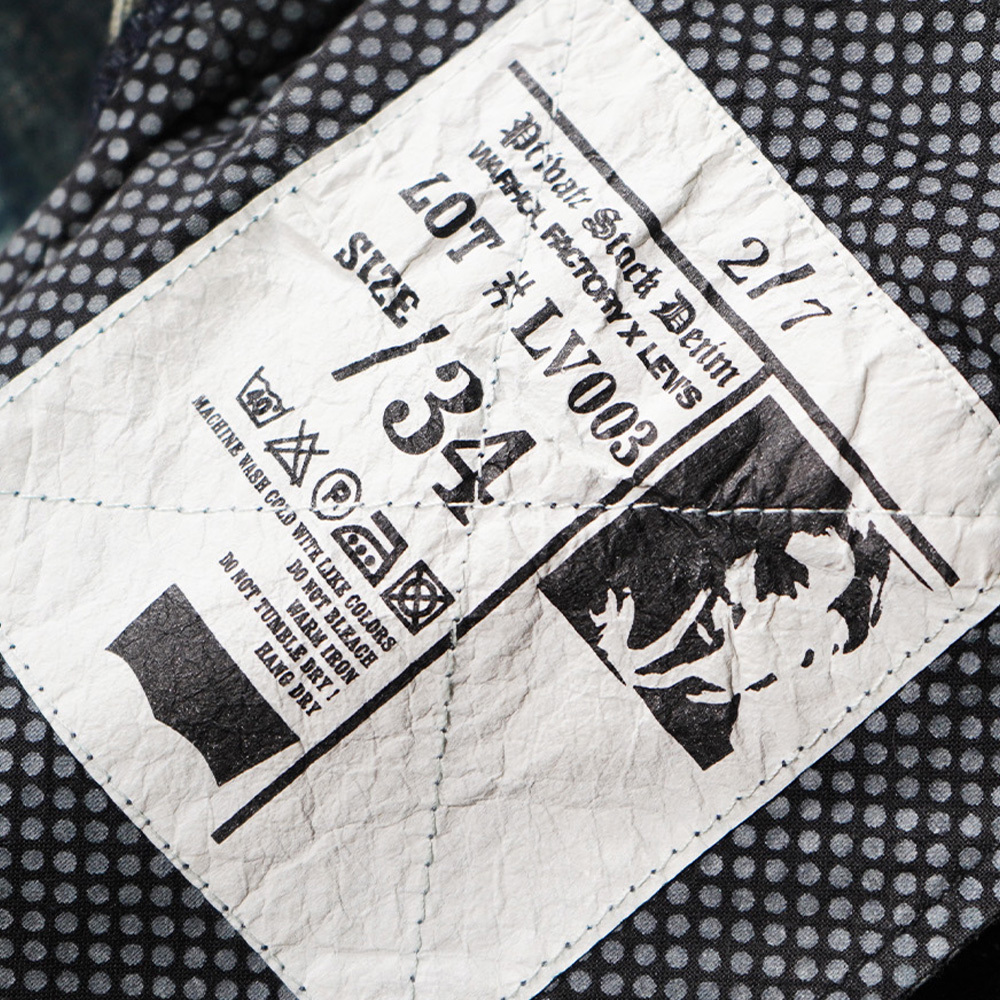 2/7
Private Stock Denim
WARHOL FACTORY X LEVI'S
LOT * LV003
SIZE / 34
40
P
MACHINE WASH COLD WITH LIKE COLORS
DO NOT BLEACH
WARM IRON
DO NOT TUMBLE DRY!
HANG DRY